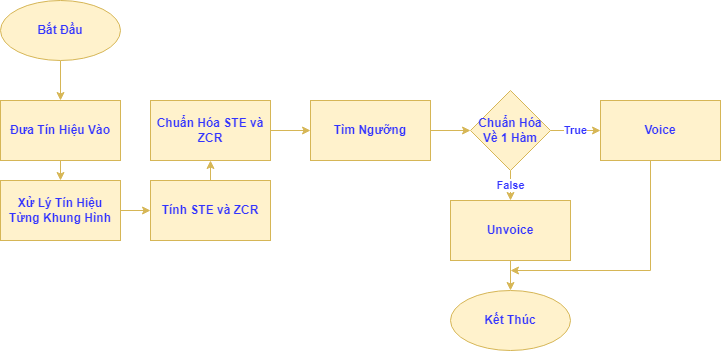 Bắt Đẩu
Đưa Tín Hiệu Vào
Xử Lý Tín Hiệu
Từng Khung Hình
Tính STE và ZCR
Chuẩn Hóa STE và
ZCR
Tìm Ngưỡng
Chuẩn Hóa
Về 1 Hàm
True
Voice
False
Unvoice
Kết Thúc